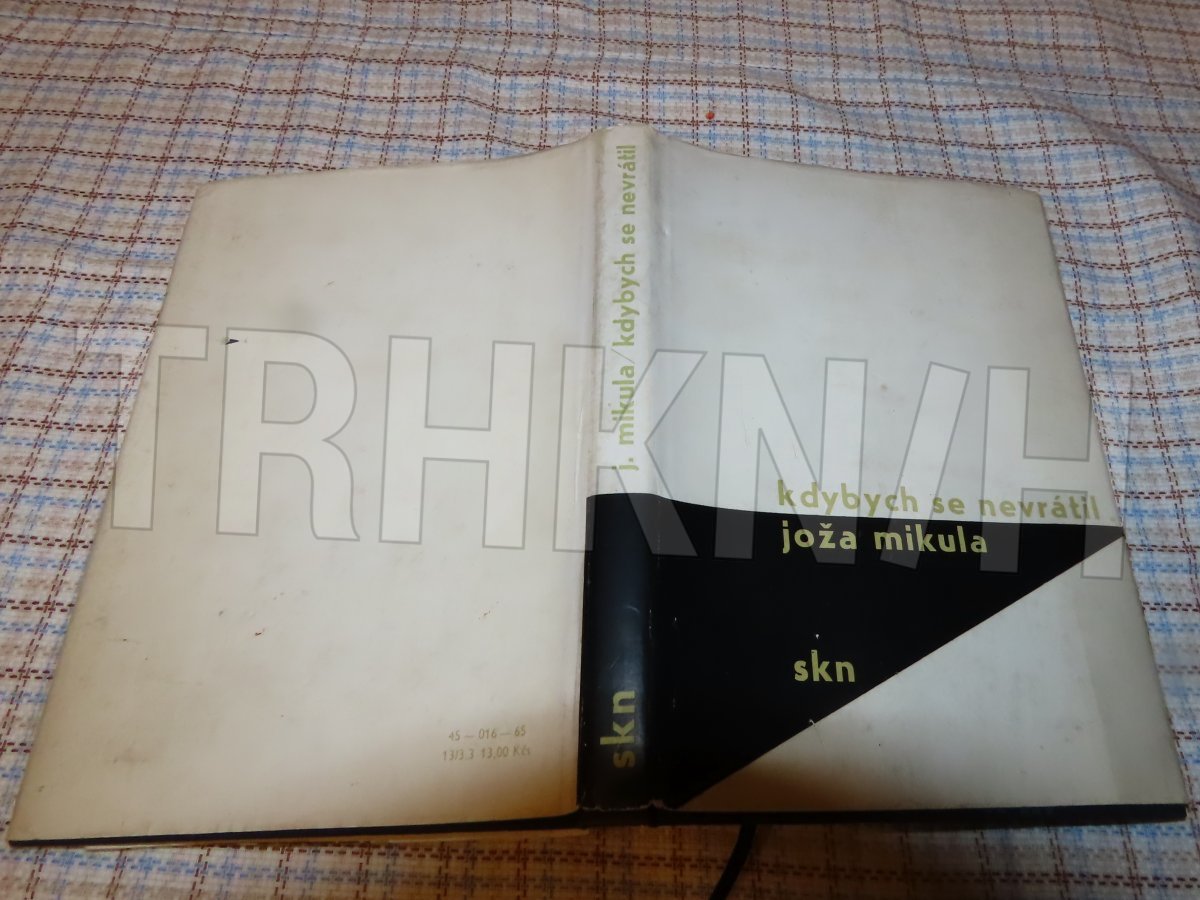 j. mikula/kdybych se nevrátil
skn
kdybych se nevrátil
joža mikula
skn
45 — 016 — 65
13/3.3 13,00 Kčs
TRHKNIH